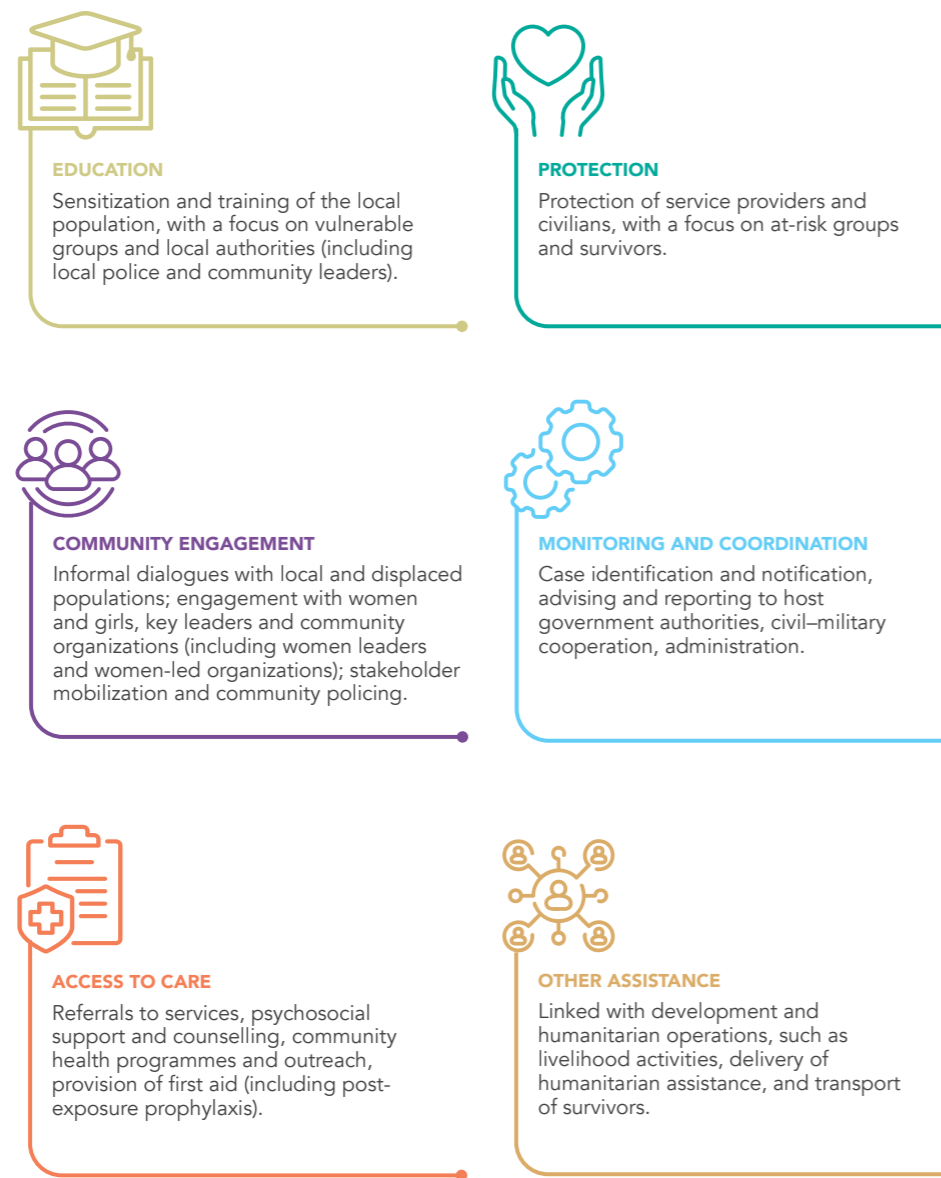 EDUCATION
Sensitization and training of the local
population, with a focus on vulnerable
groups and local authorities (including
local police and community leaders).
PROTECTION
Protection of service providers and
civilians, with a focus on at-risk groups
and survivors.
COMMUNITY ENGAGEMENT
Informal dialogues with local and displaced
populations; engagement with women
and girls, key leaders and community
organizations (including women leaders
and women-led organizations); stakeholder
mobilization and community policing.
MONITORING AND COORDINATION
Case identification and notification,
advising and reporting to host
government authorities, civil–military
cooperation, administration.
ACCESS TO CARE
Referrals to services, psychosocial
support and counselling, community
health programmes and outreach,
provision of first aid (including post-
exposure prophylaxis).
OTHER ASSISTANCE
Linked with development and
humanitarian operations, such as
livelihood activities, delivery of
humanitarian assistance, and transport
of survivors.